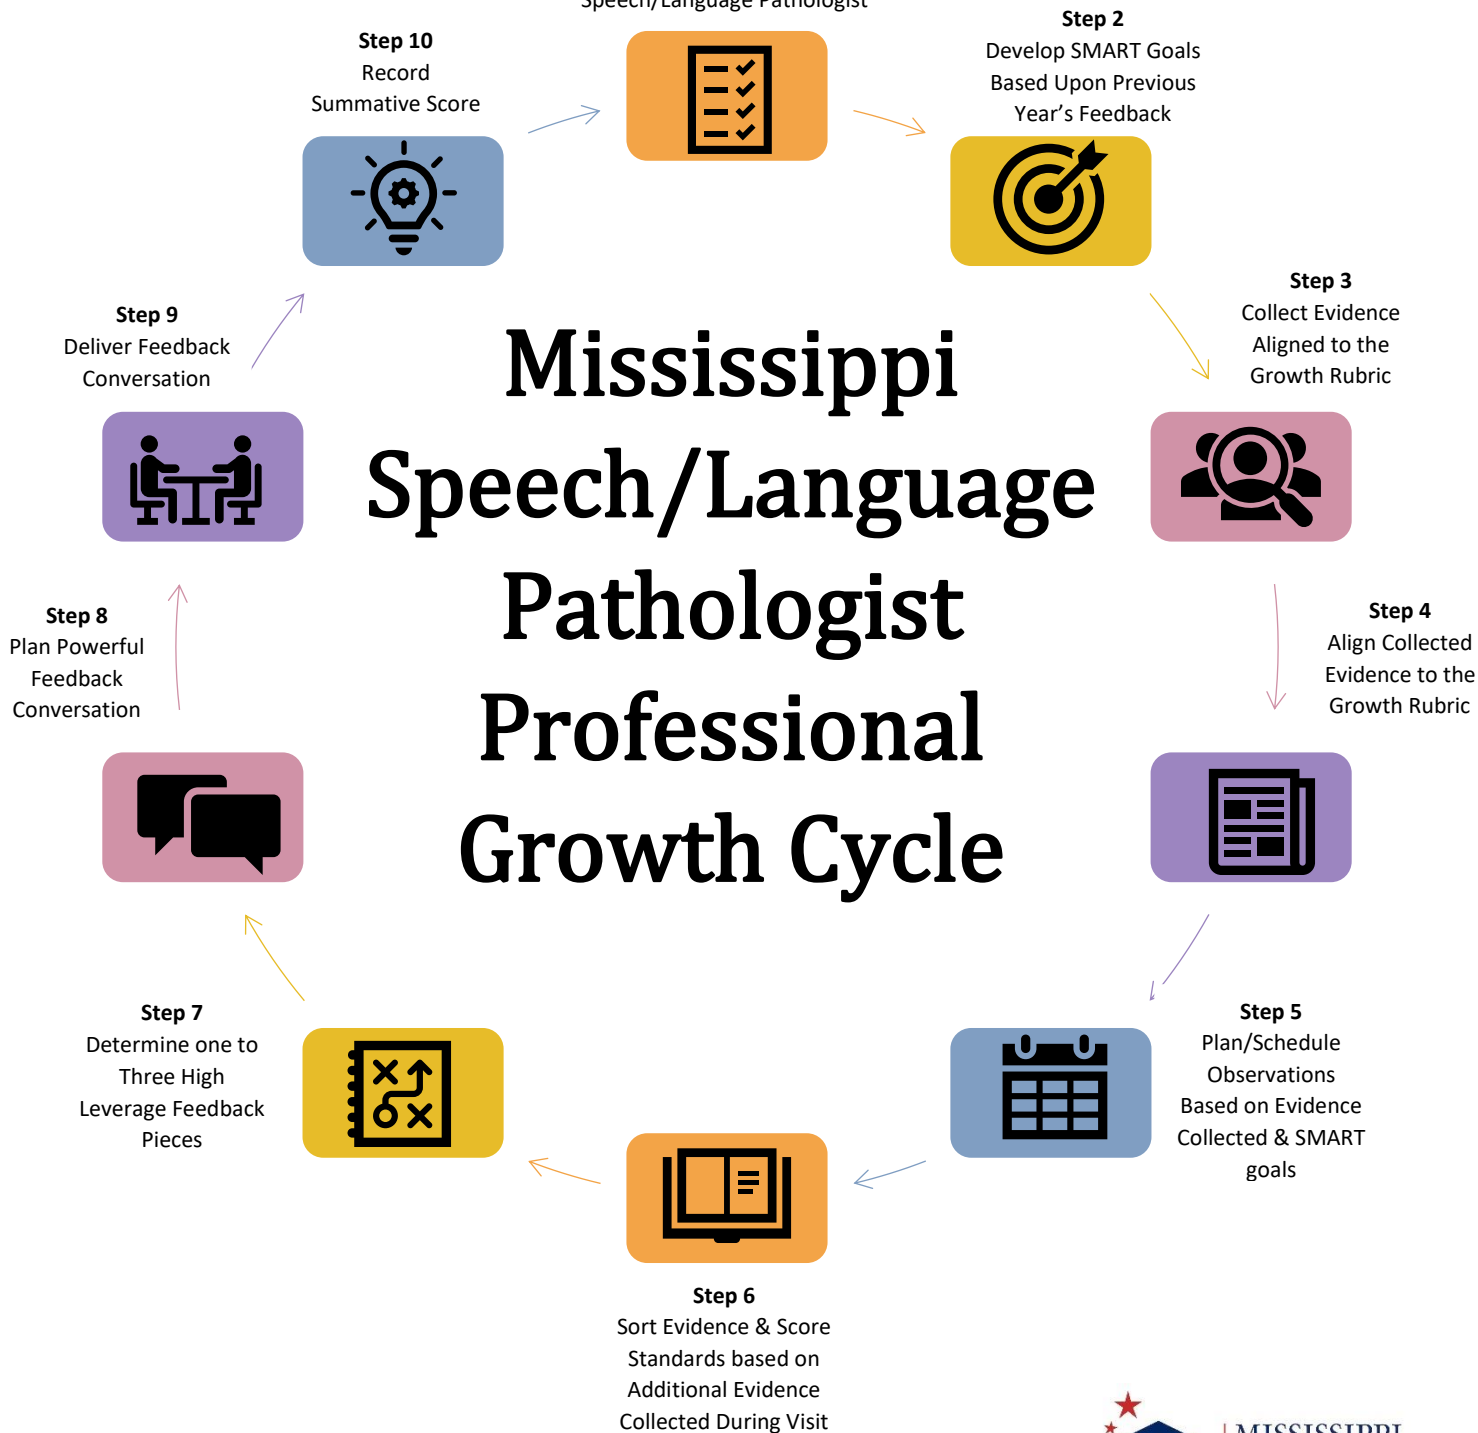 Speech/Language Pathologist
Step 2
Develop SMART Goals
Based Upon Previous
Year's Feedback
Step 3
Collect Evidence
Aligned to the
Growth Rubric
Step 4
Align Collected
Evidence to the
Growth Rubric
Step 5
Plan/Schedule
Observations
Based on Evidence
Collected & SMART
goals
Step 6
Sort Evidence & Score
Standards based on
Additional Evidence
Collected During Visit
Step 7
Determine one to
Three High
Leverage Feedback
Pieces
Step 8
Plan Powerful
Feedback
Conversation
Step 9
Deliver Feedback
Conversation
Step 10
Record
Summative Score
Mississippi
Speech/Language
Pathologist
Professional
Growth Cycle
MISSISSIPPI